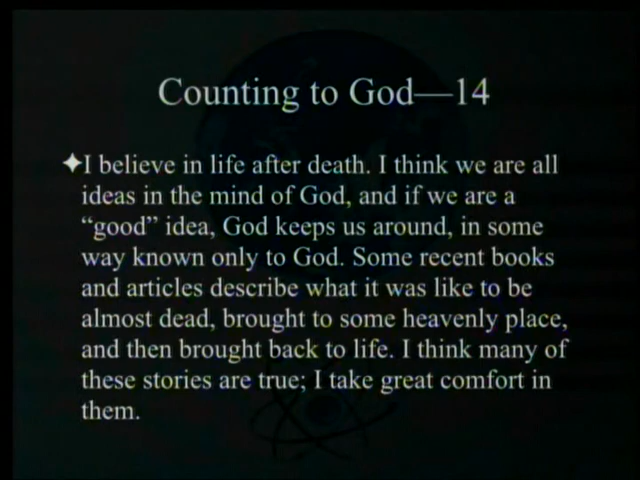 Counting to God—14
✦I believe in life after death. I think we are all
ideas in the mind of God, and if we are a
“good” idea, God keeps us around, in some
way known only to God. Some recent books
and articles describe what it was like to be
almost dead, brought to some heavenly place,
and then brought back to life. I think many of
these stories are true; I take great comfort in
them.